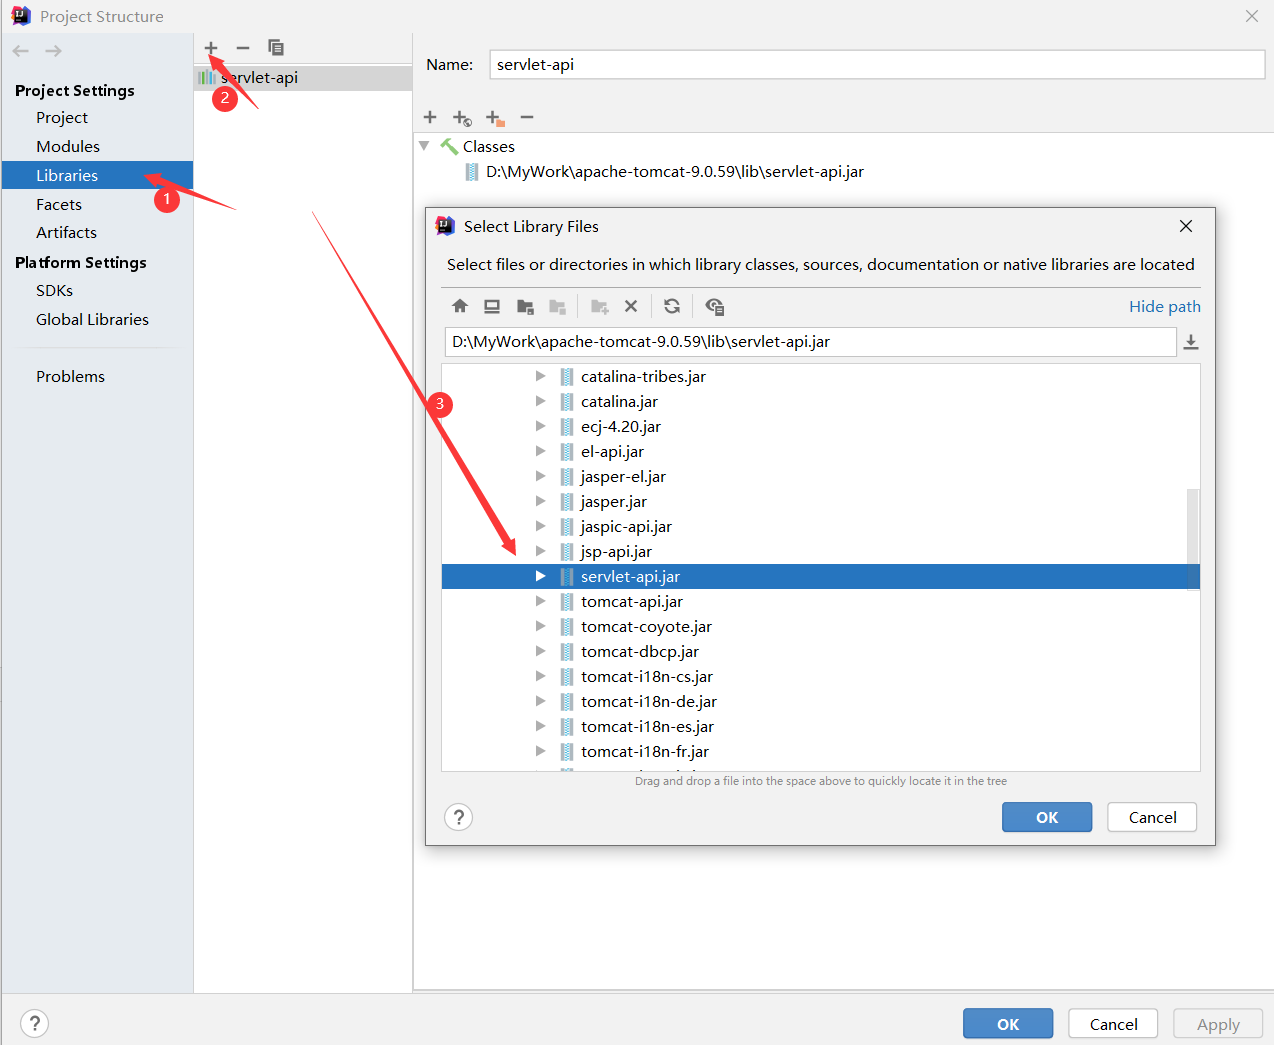 Project Structure
Project Settings
Project
Modules
Libraries
Facets
Artifacts
Platform Settings
SDKs
Global Libraries
Problems
1
2
servlet-api
Name:
servlet-api
Classes
D:\MyWork\apache-tomcat-9.0.59\lib\servlet-api.jar
Select Library Files
Select files or directories in which library classes, sources, documentation or native libraries are located
Hide path
D:\MyWork\apache-tomcat-9.0.59\lib\servlet-api.jar
3
catalina-tribes.jar
catalina.jar
ecj-4.20.jar
el-api.jar
jasper-el.jar
jasper.jar
jaspic-api.jar
jsp-api.jar
servlet-api.jar
tomcat-api.jar
tomcat-coyote.jar
tomcat-dbcp.jar
tomcat-i18n-cs.jar
tomcat-i18n-de.jar
tomcat-i18n-es.jar
tomcat-i18n-fr.jar
Drag and drop a file into the space above to quickly locate it in the tree
?
OK
Cancel
?
OK
Cancel
Apply